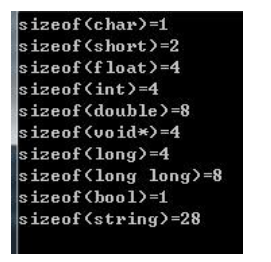 sizeof(char)=1
sizeof(short)=2
sizeof(float)=4
sizeof(int)=4
sizeof(double)=8
sizeof(void*)=4
sizeof(long)=4
sizeof(long long)=8
sizeof(bool)=1
sizeof(string)=28